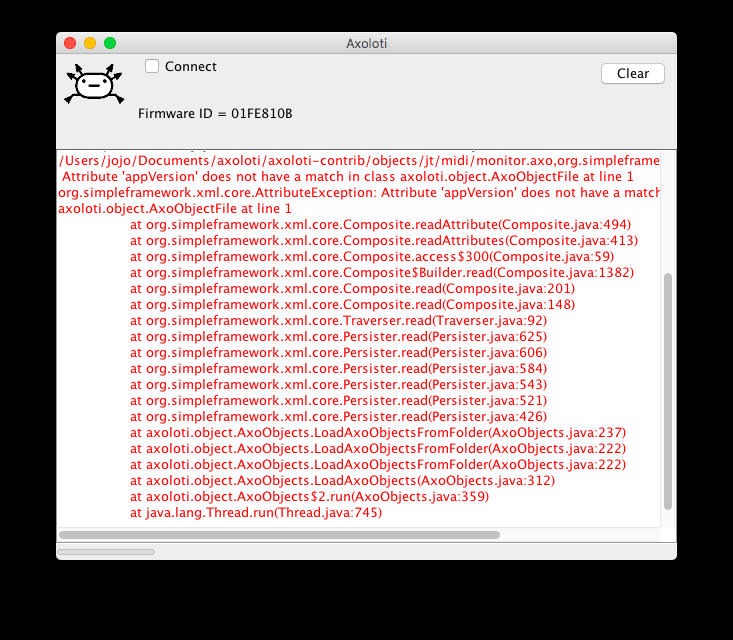 Axoloti
Connect
Clear
Firmware ID = 01FE810B
/Users/jojo/Documents/axoloti/axoloti-contrib/objects/jt/midi/monitor.axo,org.simpleframe
Attribute 'appVersion' does not have a match in class axoloti.object.AxoObjectFile at line 1
org.simpleframework.xml.core.AttributeException: Attribute 'appVersion' does not have a match
axoloti.object.AxoObjectFile at line 1
at org.simpleframework.xml.core.Composite.readAttribute(Composite.java:494)
at org.simpleframework.xml.core.Composite.readAttributes(Composite.java:413)
at org.simpleframework.xml.core.Composite.access$300(Composite.java:59)
at org.simpleframework.xml.core.Composite$Builder.read(Composite.java:1382)
at org.simpleframework.xml.core.Composite.read(Composite.java:201)
at org.simpleframework.xml.core.Composite.read(Composite.java:148)
at org.simpleframework.xml.core.Traverser.read(Traverser.java:92)
at org.simpleframework.xml.core.Persister.read(Persister.java:625)
at org.simpleframework.xml.core.Persister.read(Persister.java:606)
at org.simpleframework.xml.core.Persister.read(Persister.java:584)
at org.simpleframework.xml.core.Persister.read(Persister.java:543)
at org.simpleframework.xml.core.Persister.read(Persister.java:521)
at org.simpleframework.xml.core.Persister.read(Persister.java:426)
at axoloti.object.AxoObjects.LoadAxoObjectsFromFolder(AxoObjects.java:237)
at axoloti.object.AxoObjects.LoadAxoObjectsFromFolder(AxoObjects.java:222)
at axoloti.object.AxoObjects.LoadAxoObjectsFromFolder(AxoObjects.java:222)
at axoloti.object.AxoObjects.LoadAxoObjects(AxoObjects.java:312)
at axoloti.object.AxoObjects$2.run(AxoObjects.java:359)
at java.lang.Thread.run(Thread.java:745)